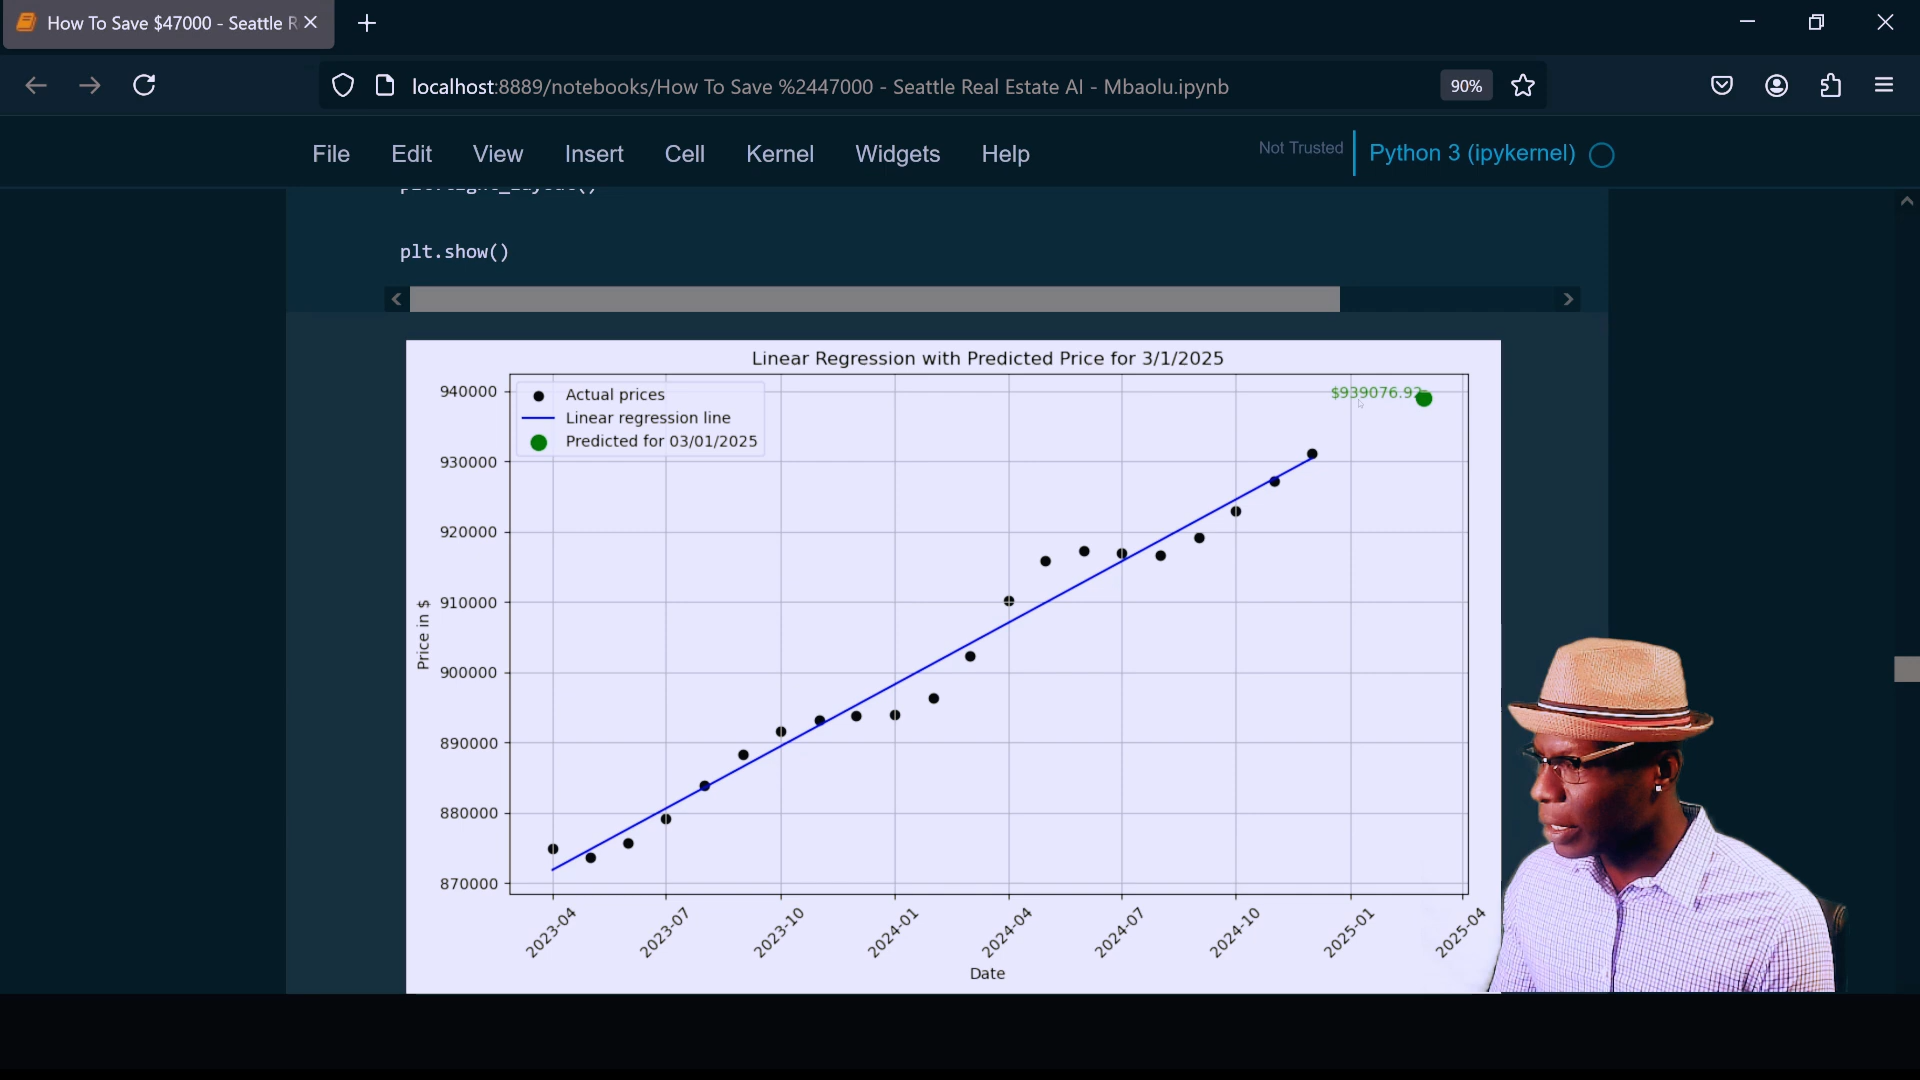 How To Save $47000 - Seattle R
localhost:8889/notebooks/How To Save %2447000 - Seattle Real Estate AI - Mbaolu.ipynb
90%
File Edit View Insert Cell Kernel Widgets Help
Not Trusted
Python 3 (ipykernel)
plt.show()
Linear Regression with Predicted Price for 3/1/2025
Actual prices
Linear regression line
Predicted for 03/01/2025
$939076.92
940000
930000
920000
910000
900000
890000
880000
870000
Price in $
2023-04
2023-07
2023-10
2024-01
2024-04
2024-07
2024-10
2025-01
2025-04
Date